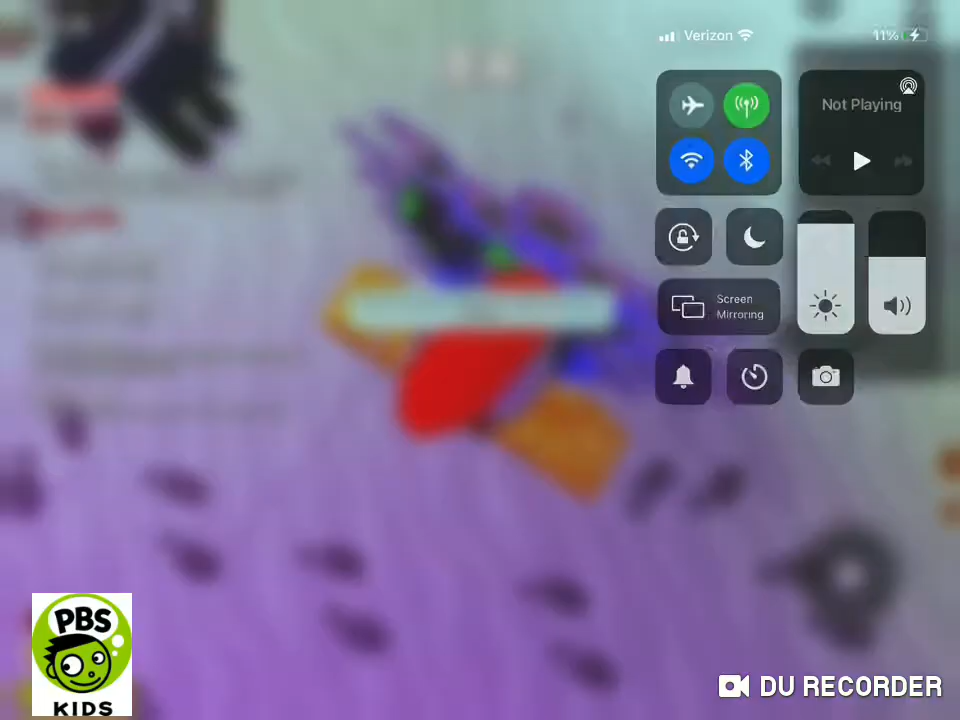 Verizon
11%
Not Playing
Screen
Mirroring
PBS
KIDS
DU RECORDER